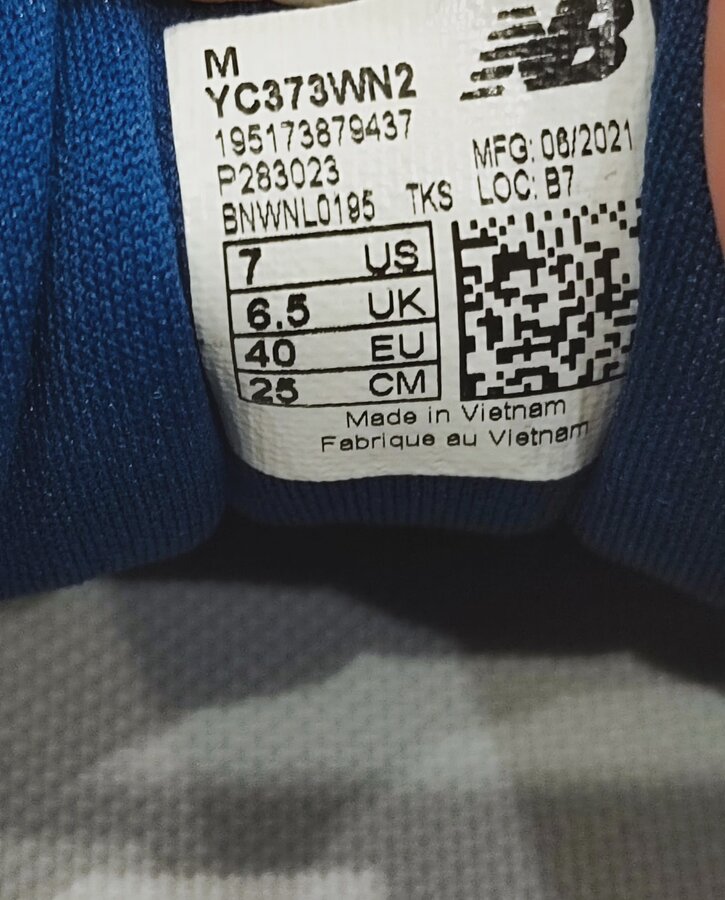 M
YC373WN2
195173879437
P283023
BNWNL0195 TKS
NB
MFG: 06/2021
LOC: B7
7 US
6.5 UK
40 EU
25 CM
Made in Vietnam
Fabrique au Vietnam